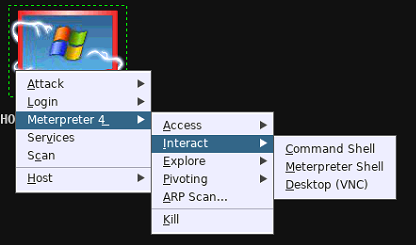 Attack
Login
HO
Meterpreter 4
Services
Scan
Host
Access
Interact
Explore
Pivoting
ARP Scan...
Kill
Command Shell
Meterpreter Shell
Desktop (VNC)